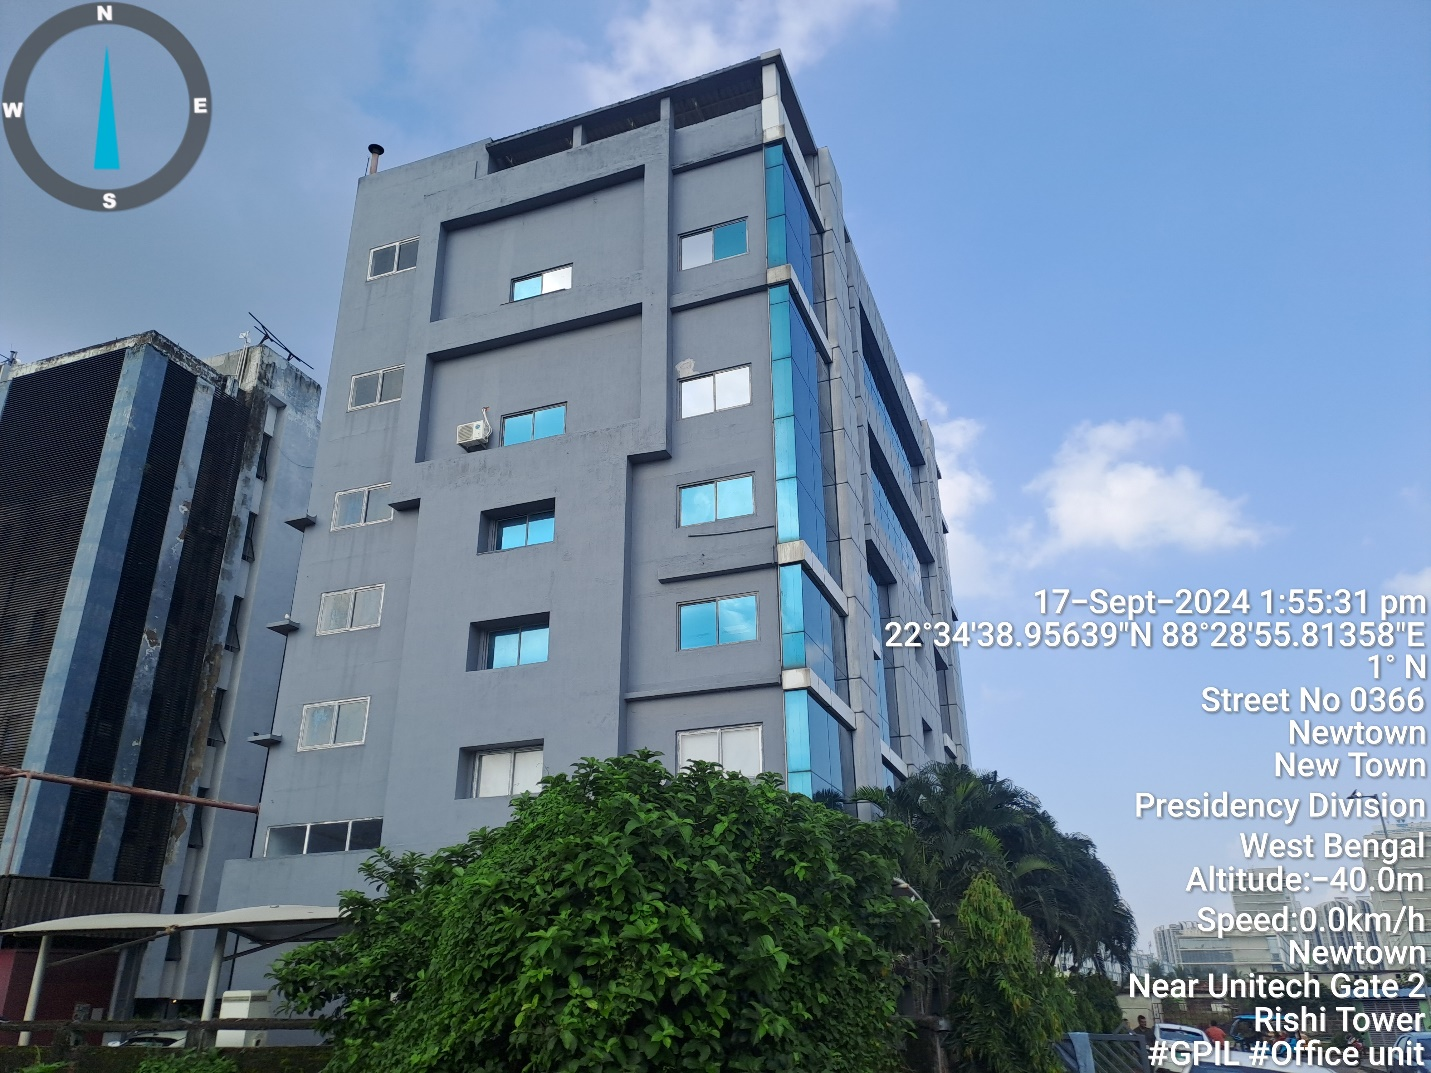 N
W E
S
17-Sept-2024 1:55:31 pm
22°34'38.95639"N 88°28'55.81358"E
1° N
Street No 0366
Newtown
New Town
Presidency Division
West Bengal
Altitude:-40.0m
Speed:0.0km/h
Newtown
Near Unitech Gate 2
Rishi Tower
#GPIL #Office unit